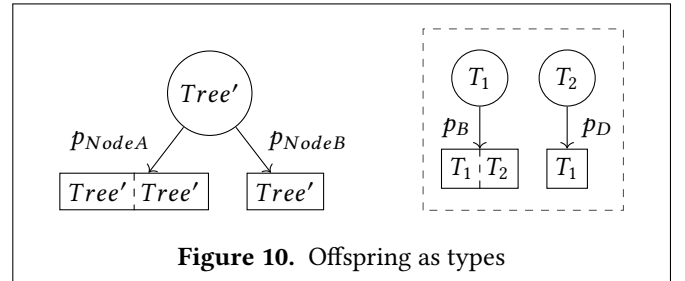 Tree′
p_NodeA p_NodeB
Tree′ Tree′ Tree′
T₁ T₂
p_B p_D
T₁ T₂ T₁
Figure 10. Offspring as types